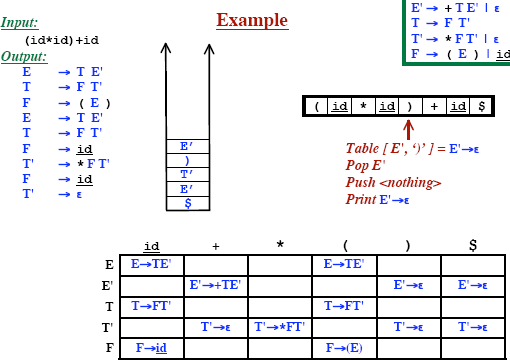 Example
Input:
(id*id)+id
Output:
E → T E'
T → F T'
F → ( E )
E → T E'
T → F T'
F → id
T' → * F T'
F → id
T' → ε
E'
)
T'
E'
$
E' → + T E' | ε
T → F T'
T' → * F T' | ε
F → ( E ) | id
( id * id ) + id $
Table [ E', ‘)’ ] = E'→ε
Pop E'
Push <nothing>
Print E'→ε
id + * ( ) $
E E→TE' E→TE'
E' E'→+TE' E'→ε E'→ε
T T→FT' T→FT'
T' T'→ε T'→*FT' T'→ε T'→ε
F F→id F→(E)